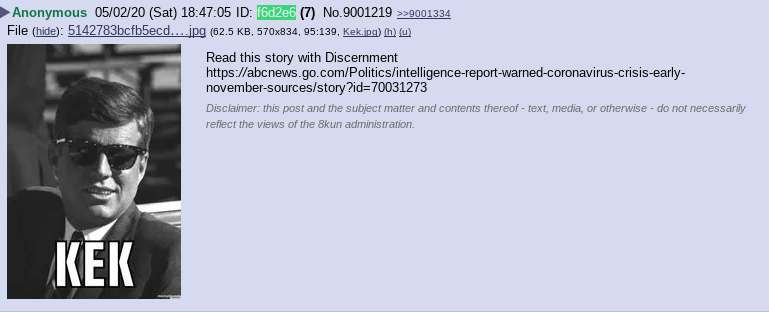 Anonymous 05/02/20 (Sat) 18:47:05 ID: f6d2e6 (7) No.9001219 >>9001334
File (hide): 5142783bcfb5ecd….jpg (62.5 KB, 570x834, 95:139, Kek.jpg) (h) (u)
Read this story with Discernment
https://abcnews.go.com/Politics/intelligence-report-warned-coronavirus-crisis-early-
november-sources/story?id=70031273
Disclaimer: this post and the subject matter and contents thereof - text, media, or otherwise - do not necessarily
reflect the views of the 8kun administration.
KEK